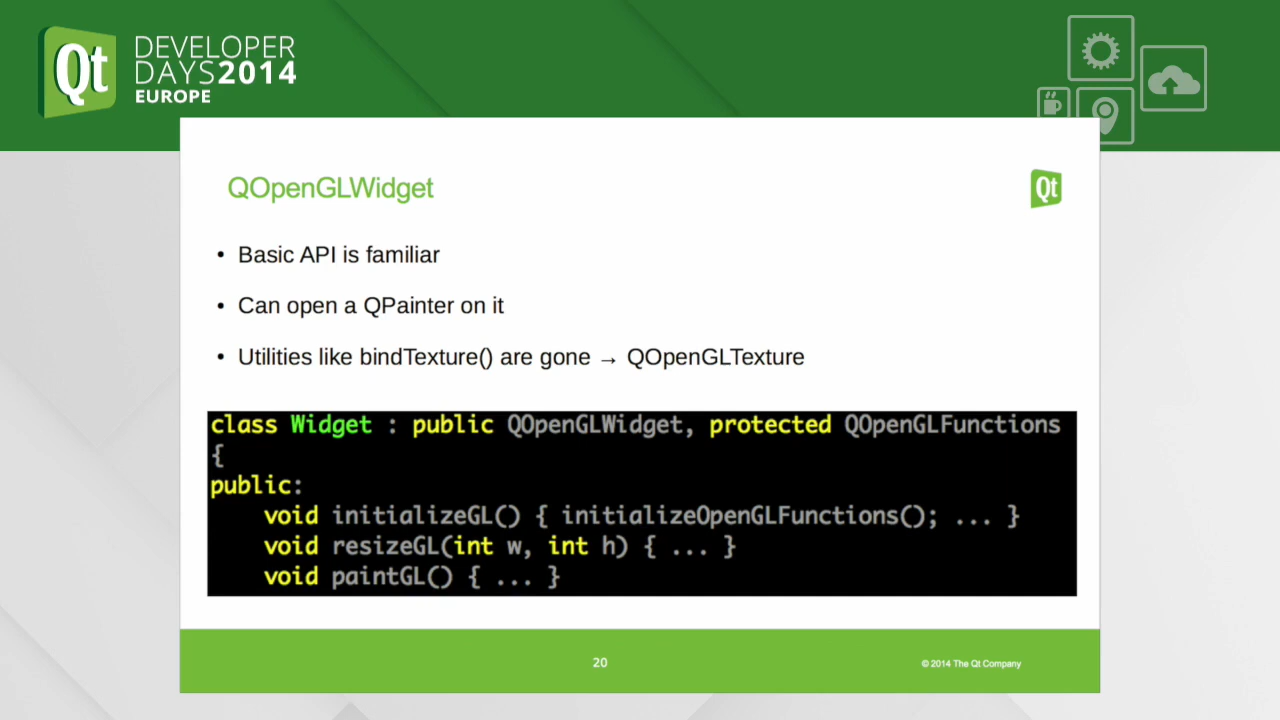 Qt
DEVELOPER
DAYS2014
EUROPE
QOpenGLWidget
Qt
• Basic API is familiar
• Can open a QPainter on it
• Utilities like bindTexture() are gone → QOpenGLTexture
class Widget : public QOpenGLWidget, protected QOpenGLFunctions
{
public:
    void initializeGL() { initializeOpenGLFunctions(); ... }
    void resizeGL(int w, int h) { ... }
    void paintGL() { ... }
20
© 2014 The Qt Company